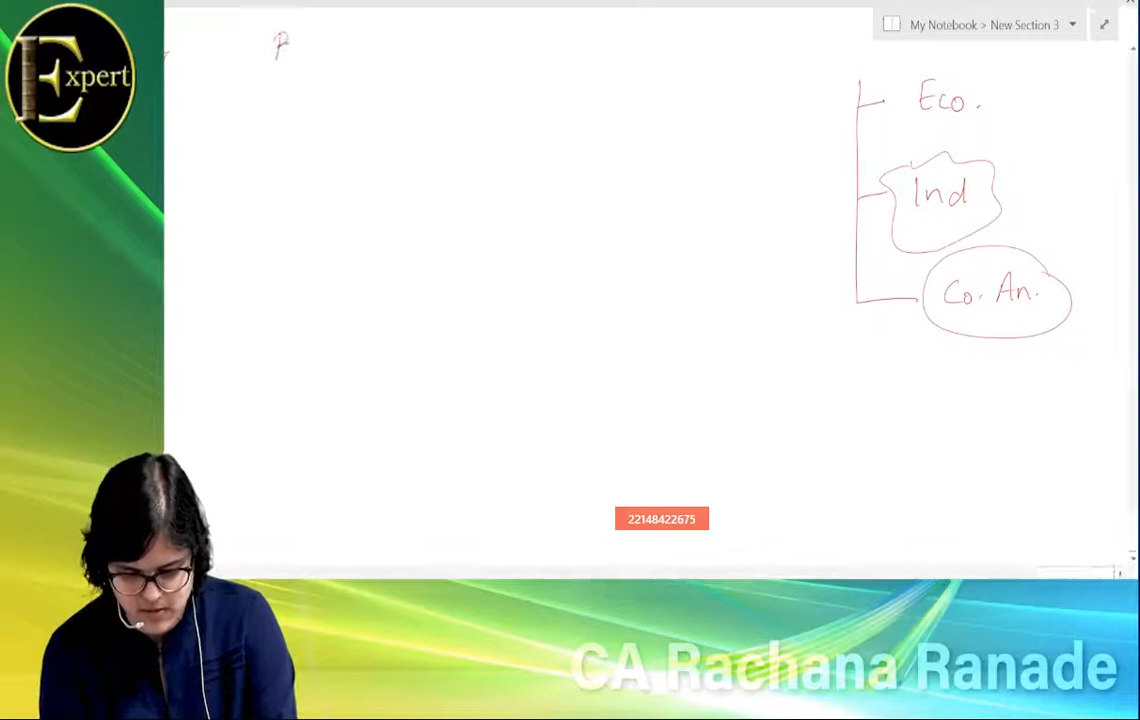 Expert
My Notebook > New Section 3
P
Eco.
Ind
Co. An.
22148422675
CA Rachana Ranade